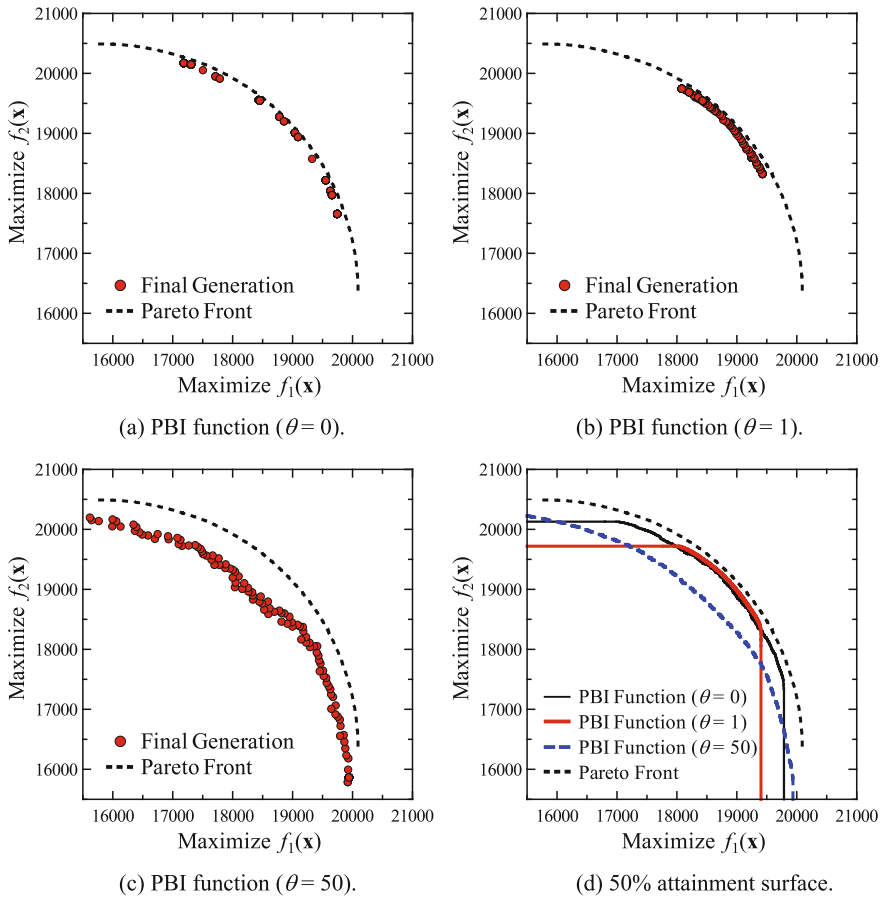 21000
20000
19000
18000
17000
16000
16000 17000 18000 19000 20000 21000
Maximize f₂(x)
Maximize f₁(x)
Final Generation
Pareto Front
(a) PBI function (θ = 0).
21000
20000
19000
18000
17000
16000
16000 17000 18000 19000 20000 21000
Maximize f₂(x)
Maximize f₁(x)
Final Generation
Pareto Front
(b) PBI function (θ = 1).
21000
20000
19000
18000
17000
16000
16000 17000 18000 19000 20000 21000
Maximize f₂(x)
Maximize f₁(x)
Final Generation
Pareto Front
(c) PBI function (θ = 50).
21000
20000
19000
18000
17000
16000
16000 17000 18000 19000 20000 21000
Maximize f₂(x)
Maximize f₁(x)
PBI Function (θ = 0)
PBI Function (θ = 1)
PBI Function (θ = 50)
Pareto Front
(d) 50% attainment surface.